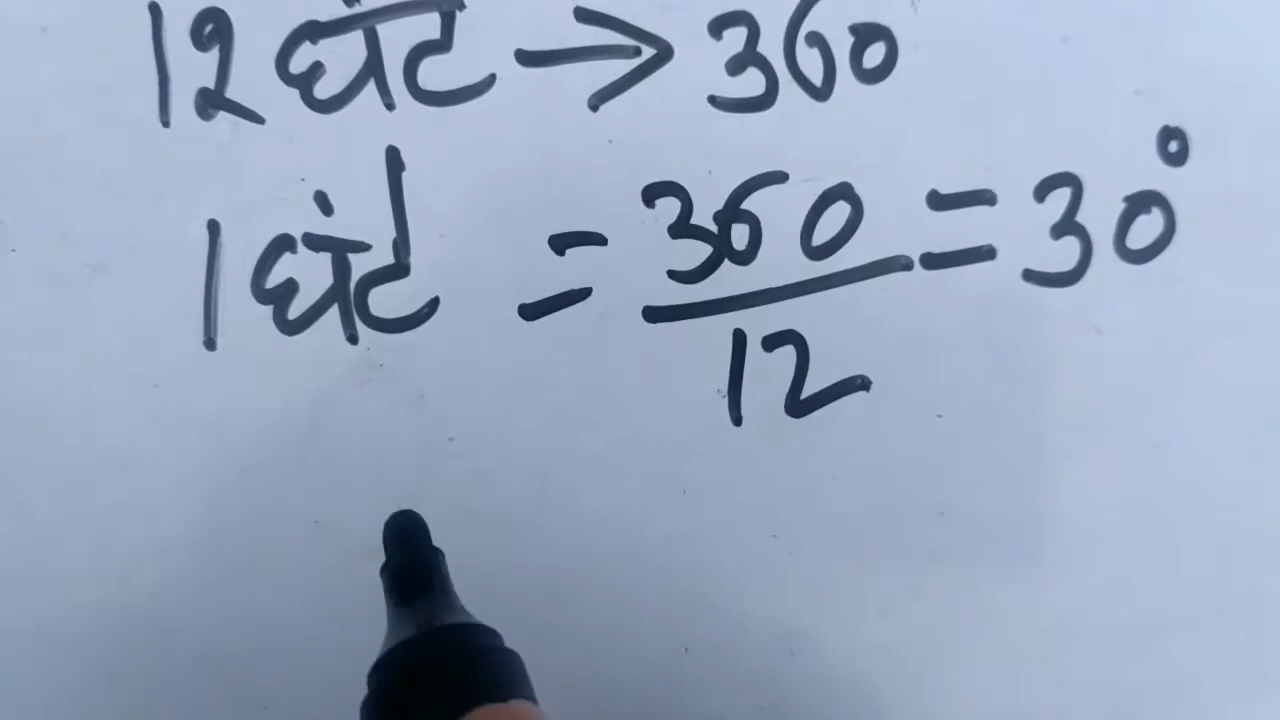 12 घंटे → 360
1 घंटे = 360/12 = 30°